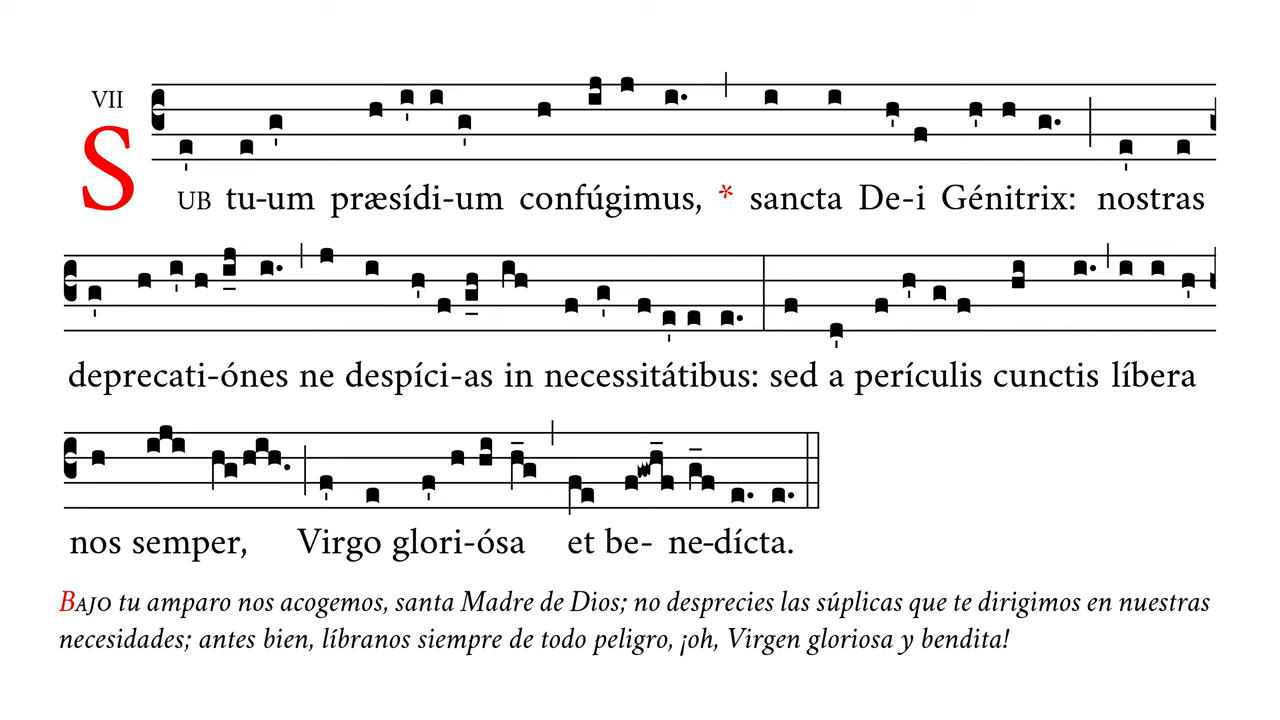 VII
SUB tu-um præsídi-um confúgimus, * sancta De-i Génitrix: nostras
deprecati-ónes ne despíci-as in necessitátibus: sed a perículis cunctis líbera
nos semper, Virgo glori-ósa et be- ne-dícta.
BAJO tu amparo nos acogemos, santa Madre de Dios; no desprecies las súplicas que te dirigimos en nuestras
necesidades; antes bien, líbranos siempre de todo peligro, ¡oh, Virgen gloriosa y bendita!